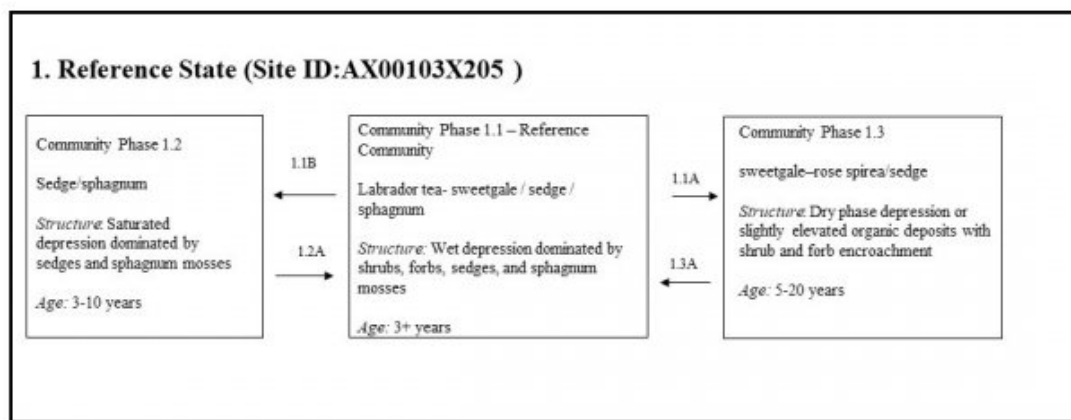 1. Reference State (Site ID:AX00103X205 )
Community Phase 1.2
Sedge/sphagnum
Structure: Saturated
depression dominated by
sedges and sphagnum mosses
Age: 3-10 years
1.1B
1.2A
Community Phase 1.1 – Reference
Community
Labrador tea- sweetgale / sedge /
sphagnum
Structure: Wet depression dominated by
shrubs, forbs, sedges, and sphagnum
mosses
Age: 3+ years
1.1A
1.3A
Community Phase 1.3
sweetgale–rose spirea/sedge
Structure: Dry phase depression or
slightly elevated organic deposits with
shrub and forb encroachment
Age: 5-20 years